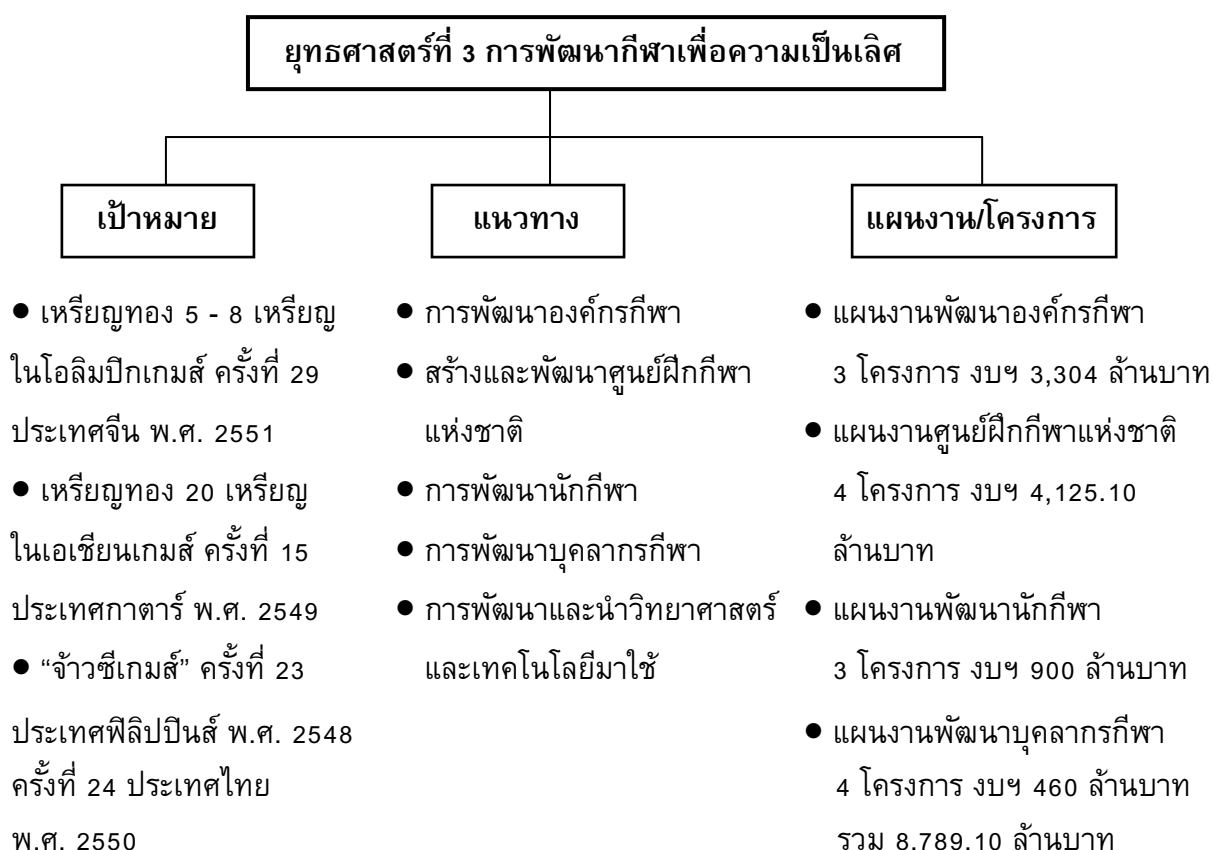 ยุทธศาสตร์ที่ 3 การพัฒนากีฬาเพื่อความเป็นเลิศ
เป้าหมาย
● เหรียญทอง 5 - 8 เหรียญ
ในโอลิมปิกเกมส์ ครั้งที่ 29
ประเทศจีน พ.ศ. 2551
● เหรียญทอง 20 เหรียญ
ในเอเชียนเกมส์ ครั้งที่ 15
ประเทศกาตาร์ พ.ศ. 2549
● “จ้าวซีเกมส์” ครั้งที่ 23
ประเทศฟิลิปปินส์ พ.ศ. 2548
ครั้งที่ 24 ประเทศไทย
พ.ศ. 2550
แนวทาง
● การพัฒนาองค์กรกีฬา
● สร้างและพัฒนาศูนย์ฝึกกีฬา
แห่งชาติ
● การพัฒนานักกีฬา
● การพัฒนาบุคลากรกีฬา
● การพัฒนาและนำวิทยาศาสตร์
และเทคโนโลยีมาใช้
แผนงาน/โครงการ
● แผนงานพัฒนาองค์กรกีฬา
3 โครงการ งบฯ 3,304 ล้านบาท
● แผนงานศูนย์ฝึกกีฬาแห่งชาติ
4 โครงการ งบฯ 4,125.10
ล้านบาท
● แผนงานพัฒนานักกีฬา
3 โครงการ งบฯ 900 ล้านบาท
● แผนงานพัฒนาบุคลากรกีฬา
4 โครงการ งบฯ 460 ล้านบาท
รวม 8,789.10 ล้านบาท